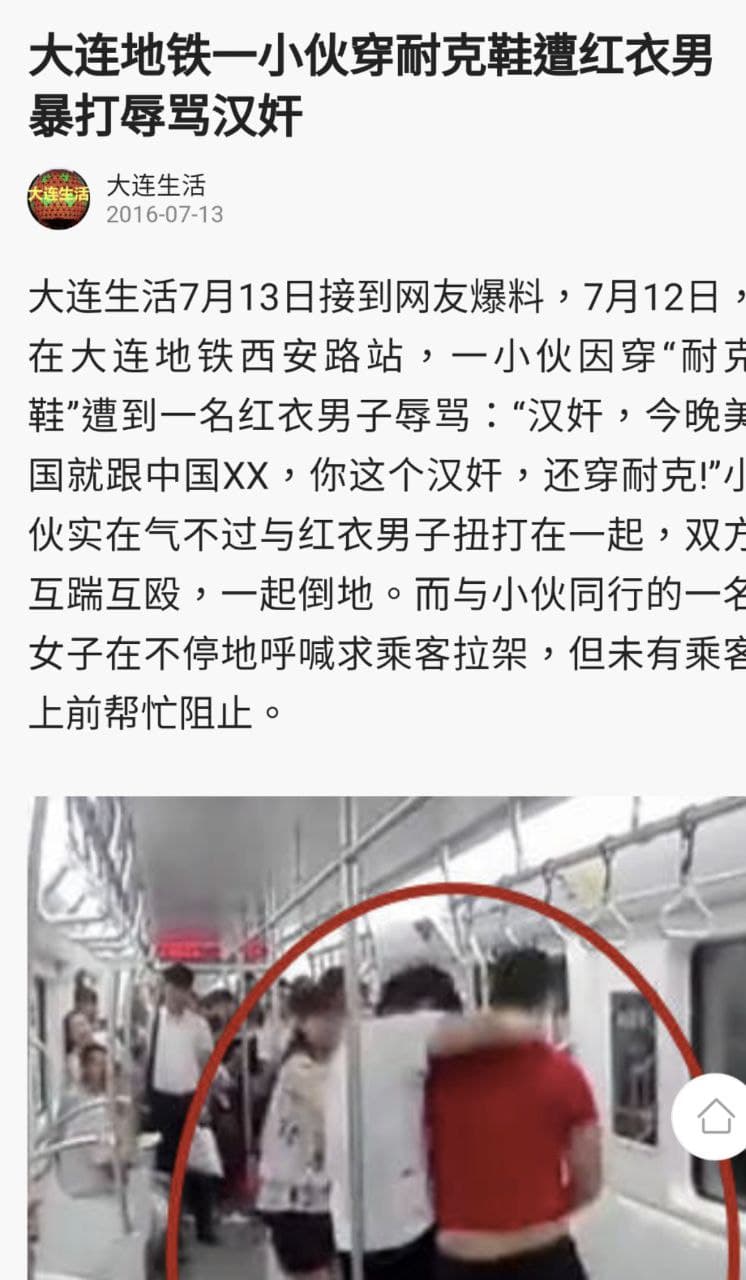 大连地铁一小伙穿耐克鞋遭红衣男
暴打辱骂汉奸
大连生活
大连生活
2016-07-13
大连生活7月13日接到网友爆料，7月12日，
在大连地铁西安路站，一小伙因穿“耐克
鞋”遭到一名红衣男子辱骂：“汉奸，今晚美
国就跟中国XX，你这个汉奸，还穿耐克!”小
伙实在气不过与红衣男子扭打在一起，双方
互踹互殴，一起倒地。而与小伙同行的一名
女子在不停地呼喊求乘客拉架，但未有乘客
上前帮忙阻止。